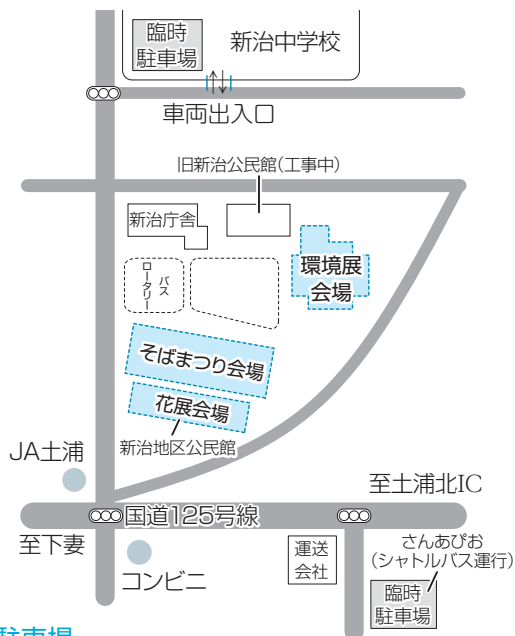 臨時
駐車場
新治中学校
車両出入口
旧新治公民館(工事中)
新治庁舎
バス
ロータリー
環境展
会場
そばまつり会場
花展会場
新治地区公民館
JA土浦
至土浦北IC
国道125号線
至下妻
コンビニ
運送
会社
さんあぴお
(シャトルバス運行)
臨時
駐車場